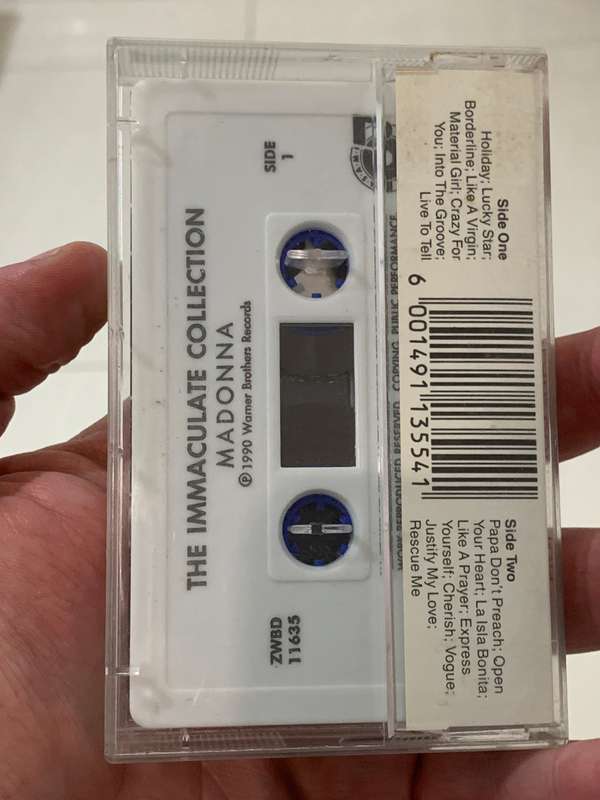 THE IMMACULATE COLLECTION
MADONNA
℗ 1990 Warner Brothers Records
SIDE
1
ZWBD
11635
Side One
Holiday; Lucky Star;
Borderline; Like A Virgin;
Material Girl; Crazy For
You; Into The Groove;
Live To Tell
6 001491 135541
Side Two
Papa Don't Preach; Open
Your Heart; La Isla Bonita;
Like A Prayer; Express
Yourself; Cherish; Vogue;
Justify My Love;
Rescue Me